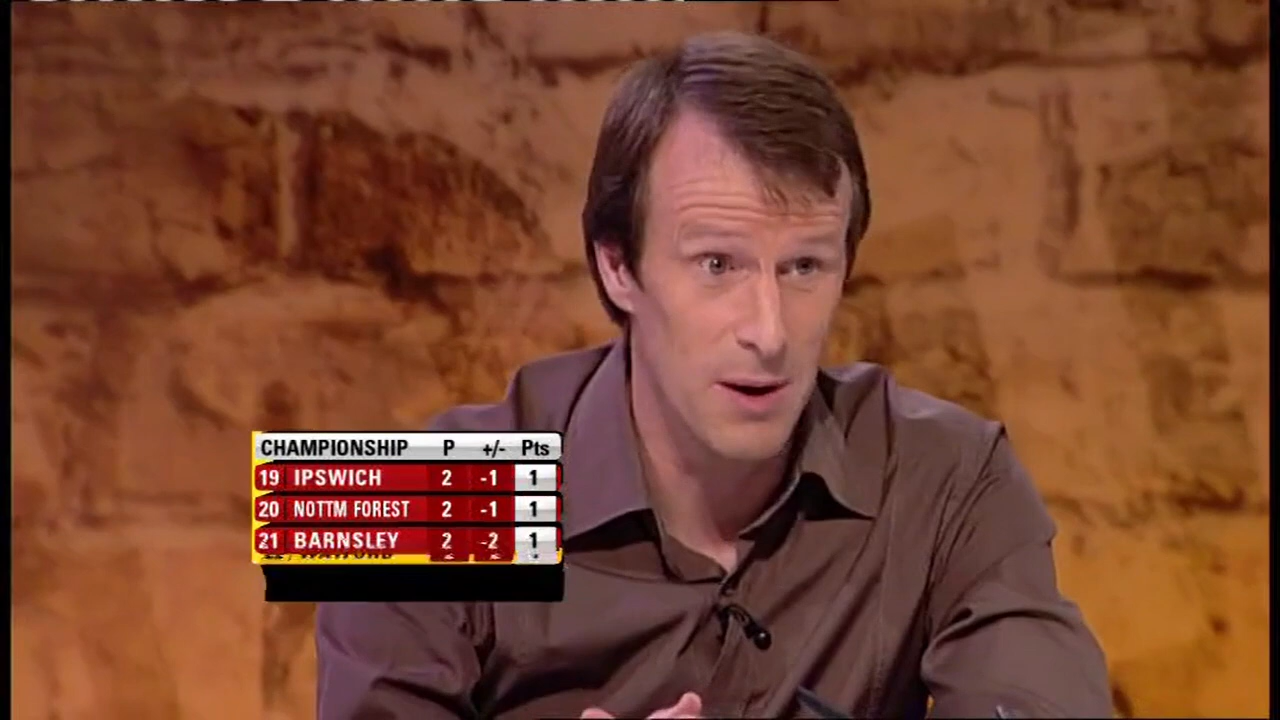 CHAMPIONSHIP P +/- Pts
19 IPSWICH 2 -1 1
20 NOTTM FOREST 2 -1 1
21 BARNSLEY 2 -2 1